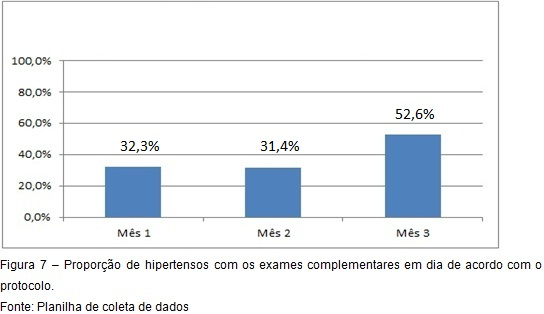 100,0%
80,0%
60,0%
40,0%
20,0%
0,0%
32,3%
31,4%
52,6%
Mês 1
Mês 2
Mês 3
Figura 7 – Proporção de hipertensos com os exames complementares em dia de acordo com o
protocolo.
Fonte: Planilha de coleta de dados